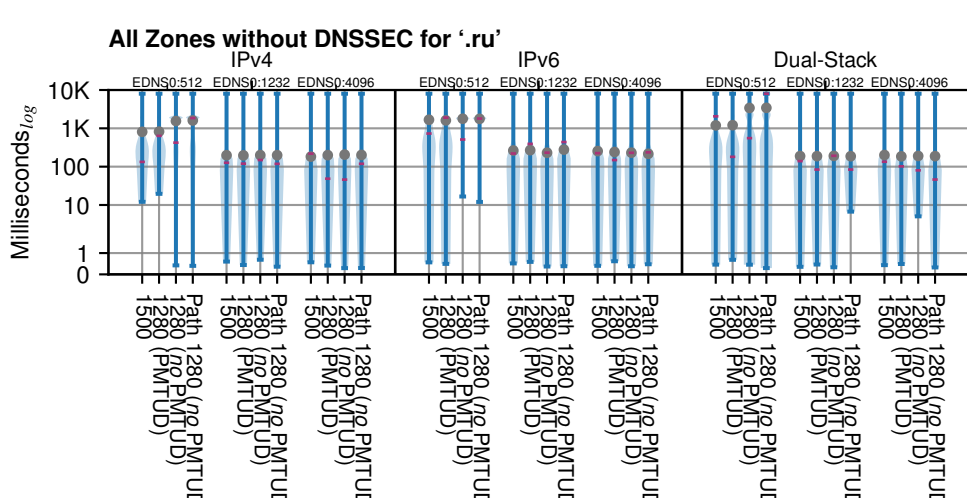 All Zones without DNSSEC for ‘.ru’
IPv4 IPv6 Dual-Stack
EDNS0:512 EDNS0:1232 EDNS0:4096 EDNS0:512 EDNS0:1232 EDNS0:4096 EDNS0:512 EDNS0:1232 EDNS0:4096
Milliseconds_log
10K
1K
100
10
1
0
1500
1280 (PMTUD)
1280 (no PMTUD)
Path 1280 (no PMTUD
1500
1280 (PMTUD)
1280 (no PMTUD)
Path 1280 (no PMTUD
1500
1280 (PMTUD)
1280 (no PMTUD)
Path 1280 (no PMTUD
1500
1280 (PMTUD)
1280 (no PMTUD)
Path 1280 (no PMTUD
1500
1280 (PMTUD)
1280 (no PMTUD)
Path 1280 (no PMTUD
1500
1280 (PMTUD)
1280 (no PMTUD)
Path 1280 (no PMTUD
1500
1280 (PMTUD)
1280 (no PMTUD)
Path 1280 (no PMTUD
1500
1280 (PMTUD)
1280 (no PMTUD)
Path 1280 (no PMTUD
1500
1280 (PMTUD)
1280 (no PMTUD)
Path 1280 (no PMTUD